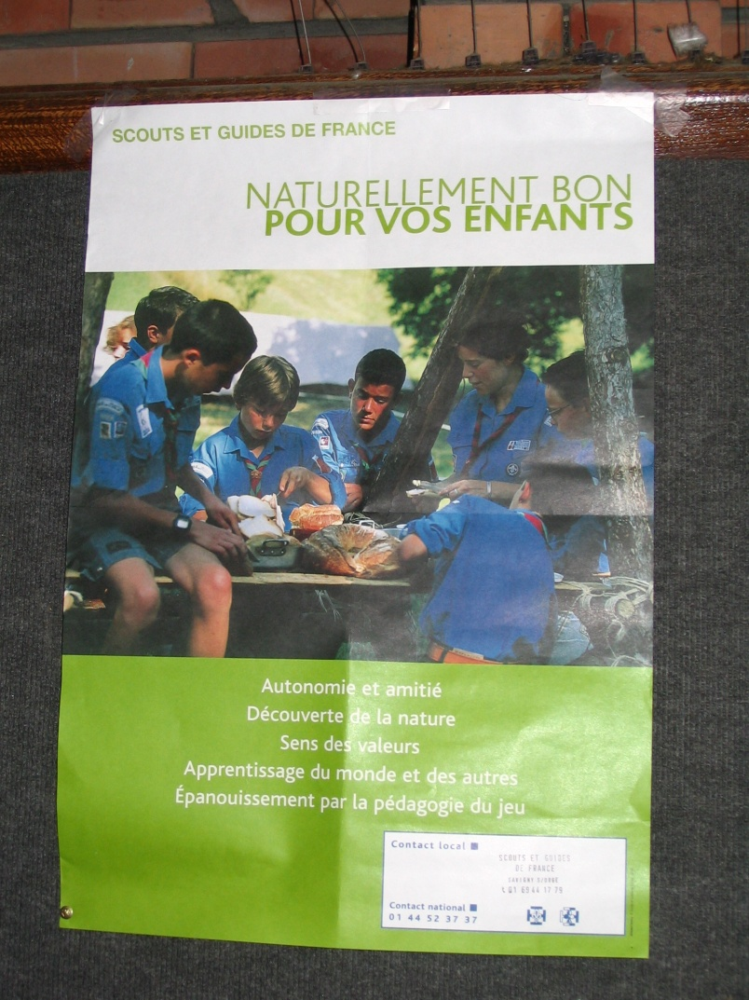 SCOUTS ET GUIDES DE FRANCE
NATURELLEMENT BON
POUR VOS ENFANTS
Autonomie et amitié
Découverte de la nature
Sens des valeurs
Apprentissage du monde et des autres
Épanouissement par la pédagogie du jeu
Contact local
SCOUTS ET GUIDES
DE FRANCE
SAVIGNY S/ORGE
01 69 44 17 79
Contact national
01 44 52 37 37